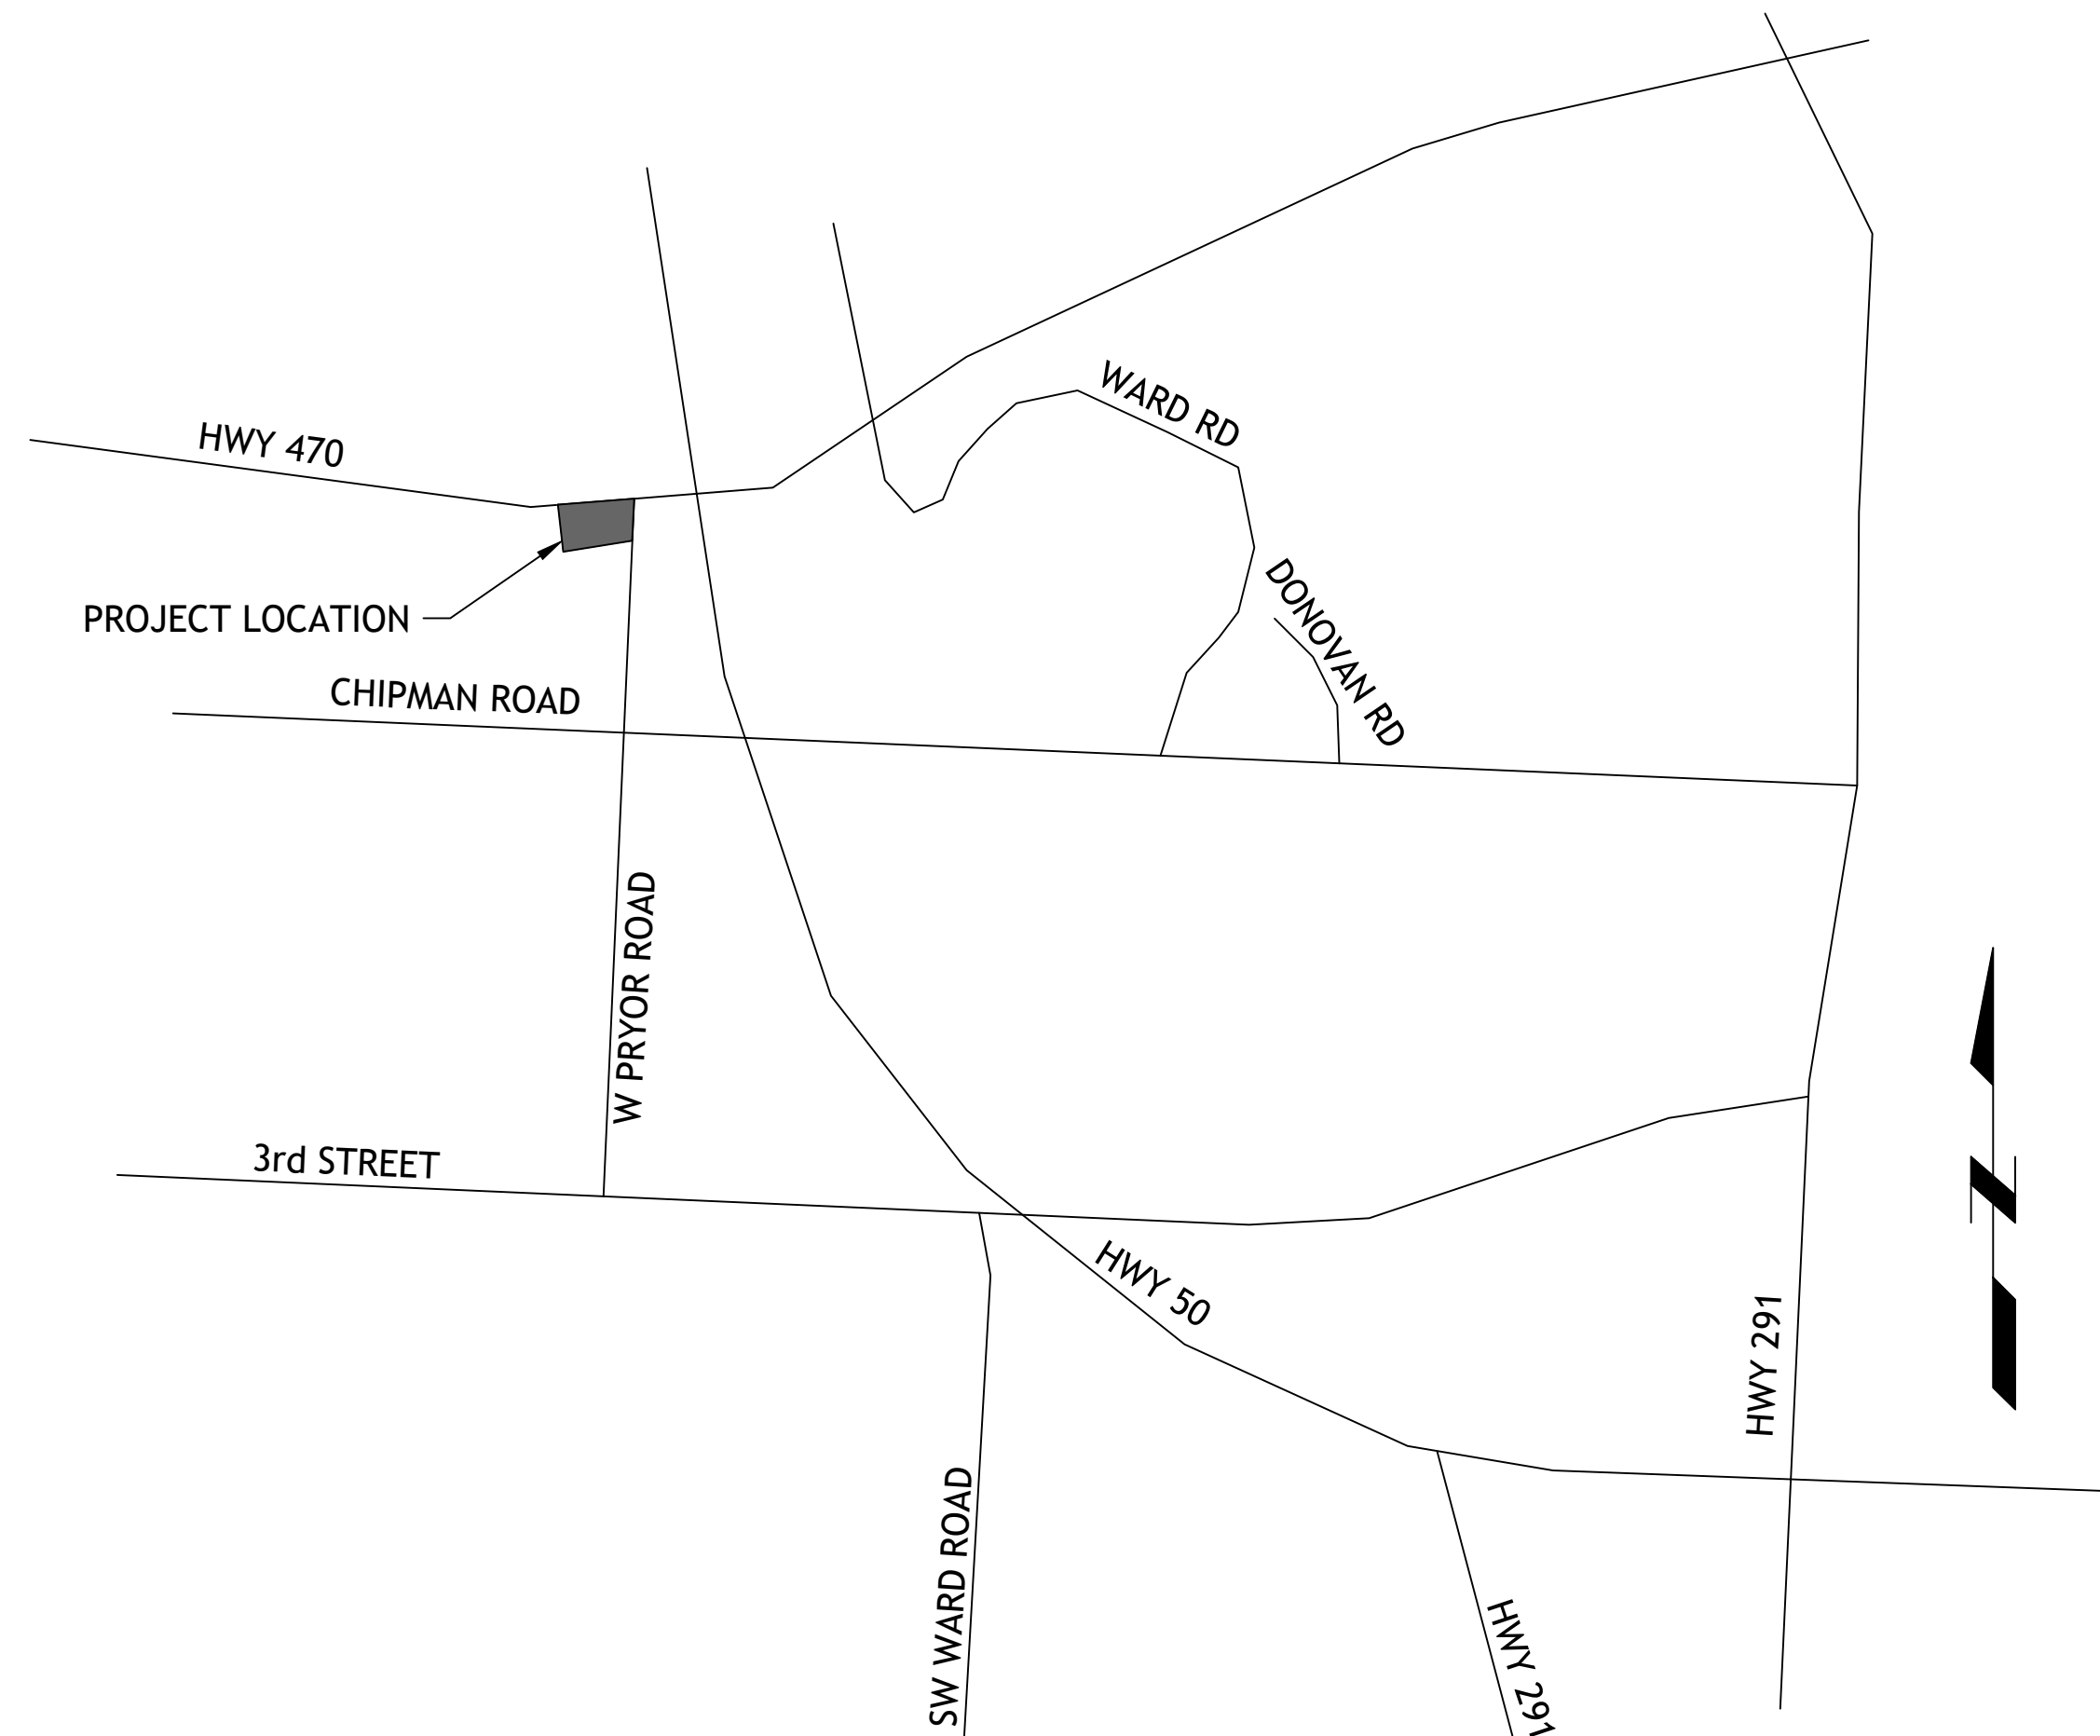 WARD RD
HWY 470
DONOVAN RD
PROJECT LOCATION
CHIPMAN ROAD
W PRYOR ROAD
3rd STREET
N
HWY 50
HWY 291
SW WARD ROAD
HWY 291